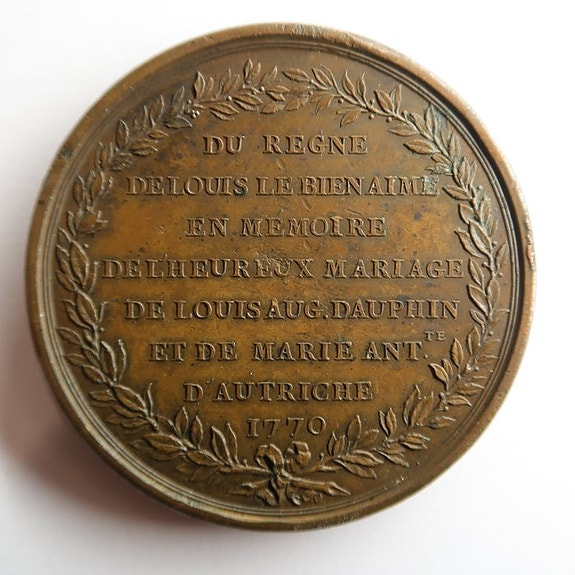 DU REGNE
DE LOUIS LE BIENAIMÉ
EN MÉMOIRE
DE L'HEUREUX MARIAGE
DE LOUIS AUG. DAUPHIN
ET DE MARIE ANT.TE
D'AUTRICHE
1770